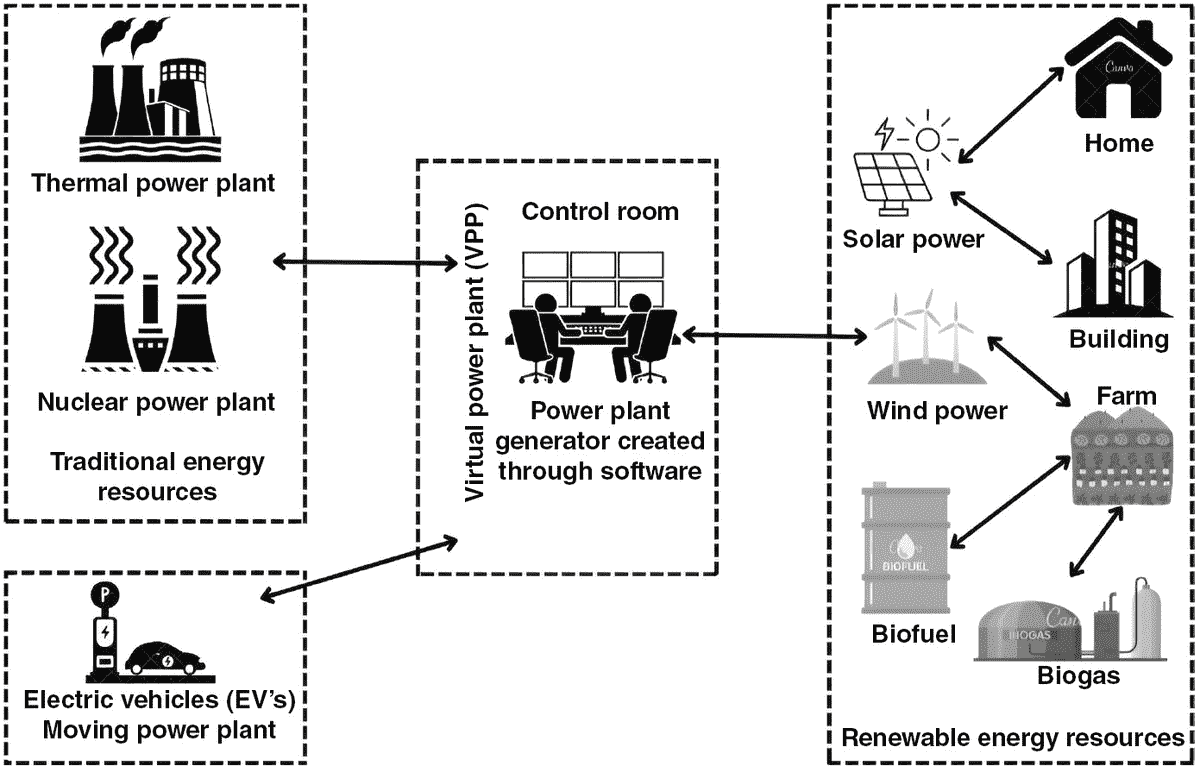 Thermal power plant
Nuclear power plant
Traditional energy
resources
P
Electric vehicles (EV's)
Moving power plant
Virtual power plant (VPP)
Control room
Power plant
generator created
through software
Canva
Home
Solar power
Building
Wind power
Farm
BIOFUEL
Biofuel
BIOGAS
Biogas
Renewable energy resources